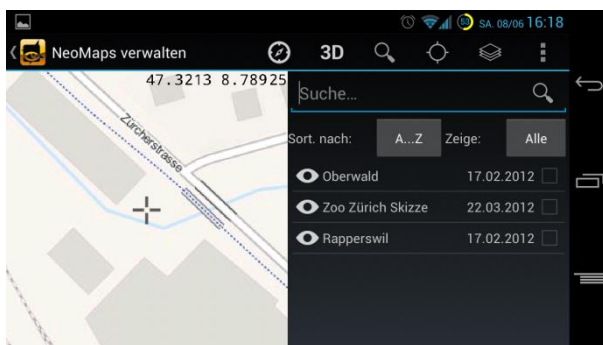 53 SA. 08/06 16:18
NeoMaps verwalten 3D
47.3213 8.78925
Zürcherstrasse
Suche...
Sort. nach: A...Z Zeige: Alle
Oberwald 17.02.2012
Zoo Zürich Skizze 22.03.2012
Rapperswil 17.02.2012